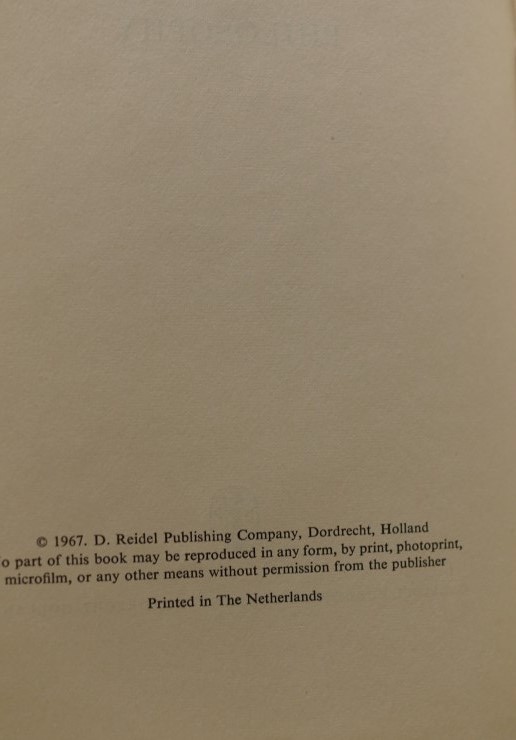 © 1967. D. Reidel Publishing Company, Dordrecht, Holland
o part of this book may be reproduced in any form, by print, photoprint,
microfilm, or any other means without permission from the publisher
Printed in The Netherlands